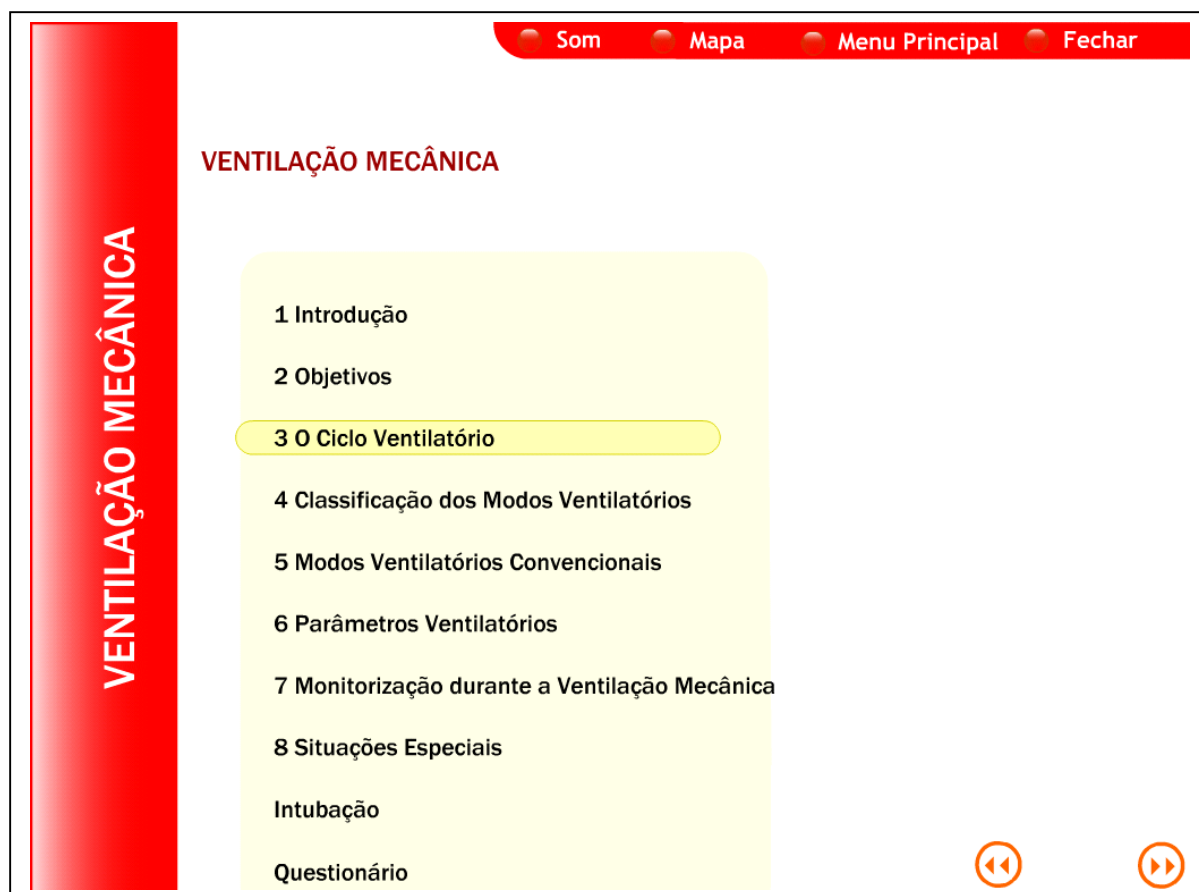 Som Mapa Menu Principal Fechar
VENTILAÇÃO MECÂNICA
VENTILAÇÃO MECÂNICA
1 Introdução
2 Objetivos
3 O Ciclo Ventilatório
4 Classificação dos Modos Ventilatórios
5 Modos Ventilatórios Convencionais
6 Parâmetros Ventilatórios
7 Monitorização durante a Ventilação Mecânica
8 Situações Especiais
Intubação
Questionário